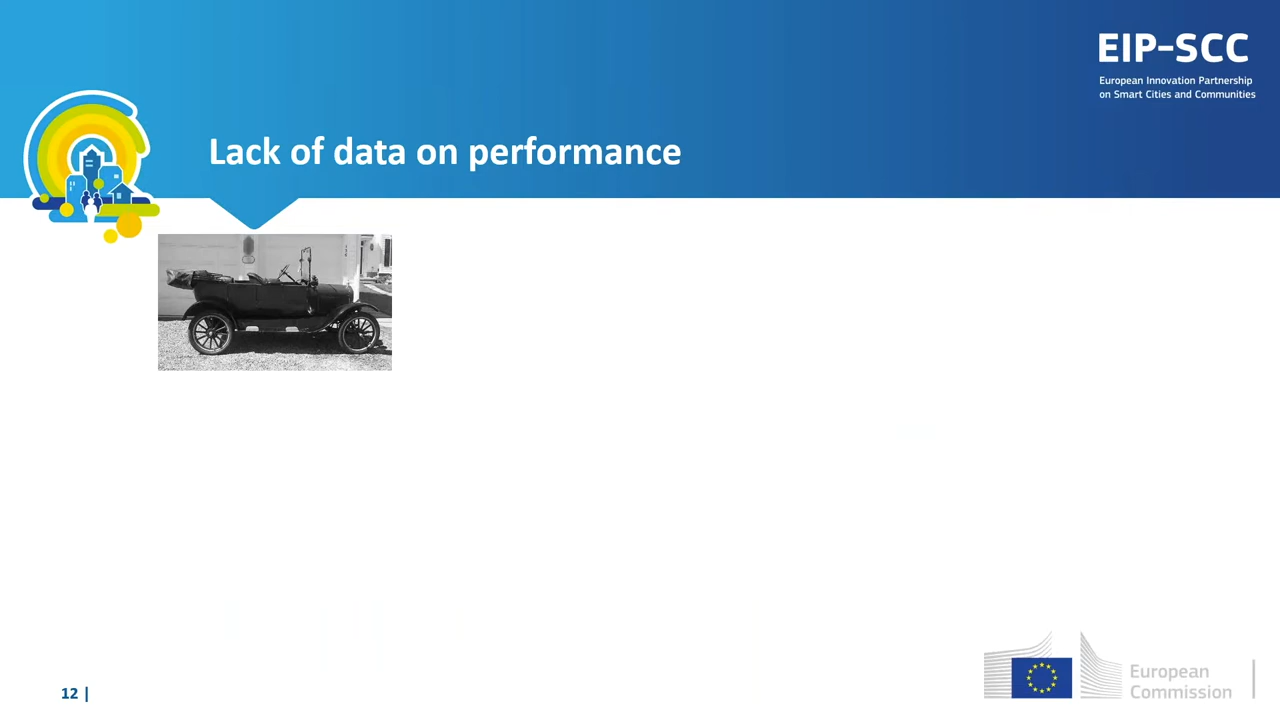 EIP-SCC
European Innovation Partnership
on Smart Cities and Communities
Lack of data on performance
European
Commission
12 |